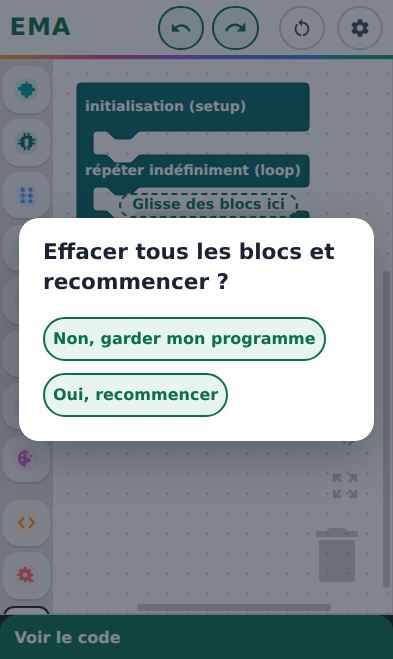 EMA
initialisation (setup)
répéter indéfiniment (loop)
Glisse des blocs ici
Effacer tous les blocs et
recommencer ?
Non, garder mon programme
Oui, recommencer
Voir le code